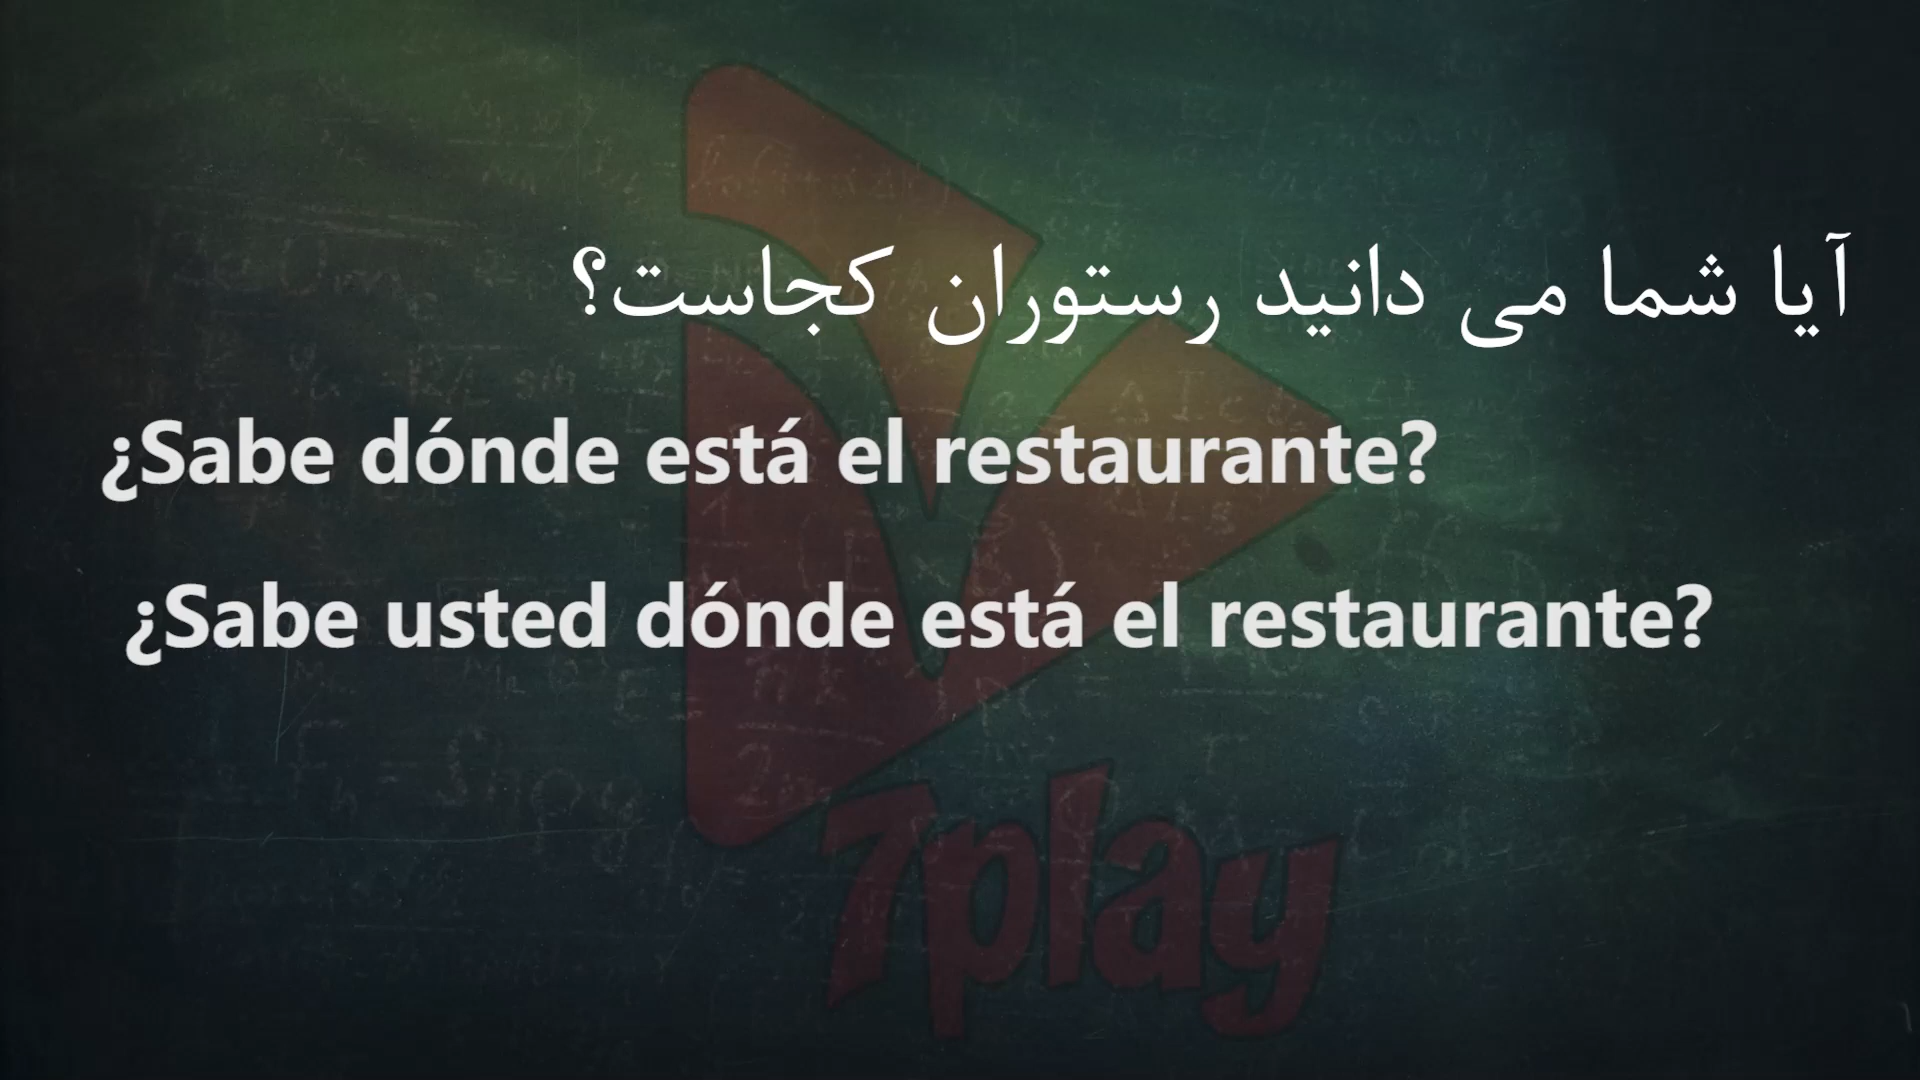 آیا شما می دانید رستوران کجاست؟
¿Sabe dónde está el restaurante?
¿Sabe usted dónde está el restaurante?
7play